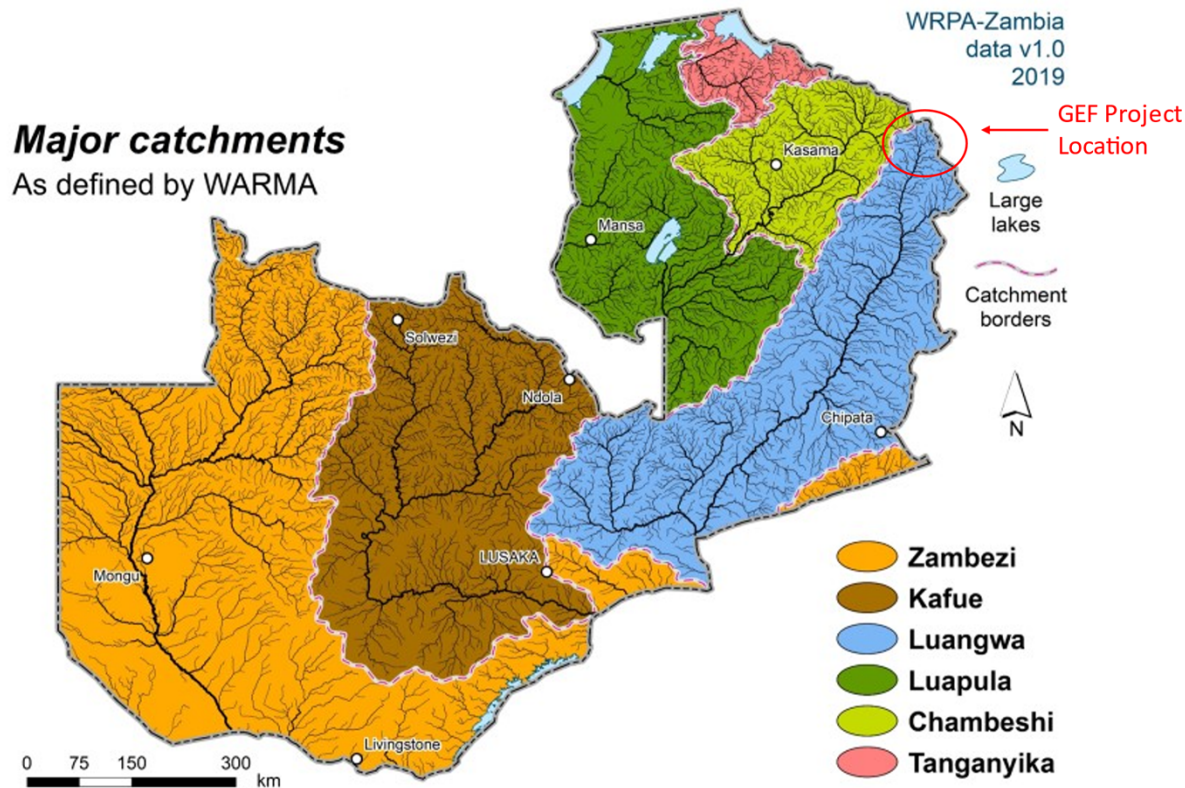 WRPA-Zambia
data v1.0
2019
GEF Project
Location
Major catchments
As defined by WARMA
Large
lakes
Catchment
borders
N
Kasama
Mansa
Solwezi
Ndola
Chipata
LUSAKA
Mongu
Livingstone
Zambezi
Kafue
Luangwa
Luapula
Chambeshi
Tanganyika
0 75 150 300
km